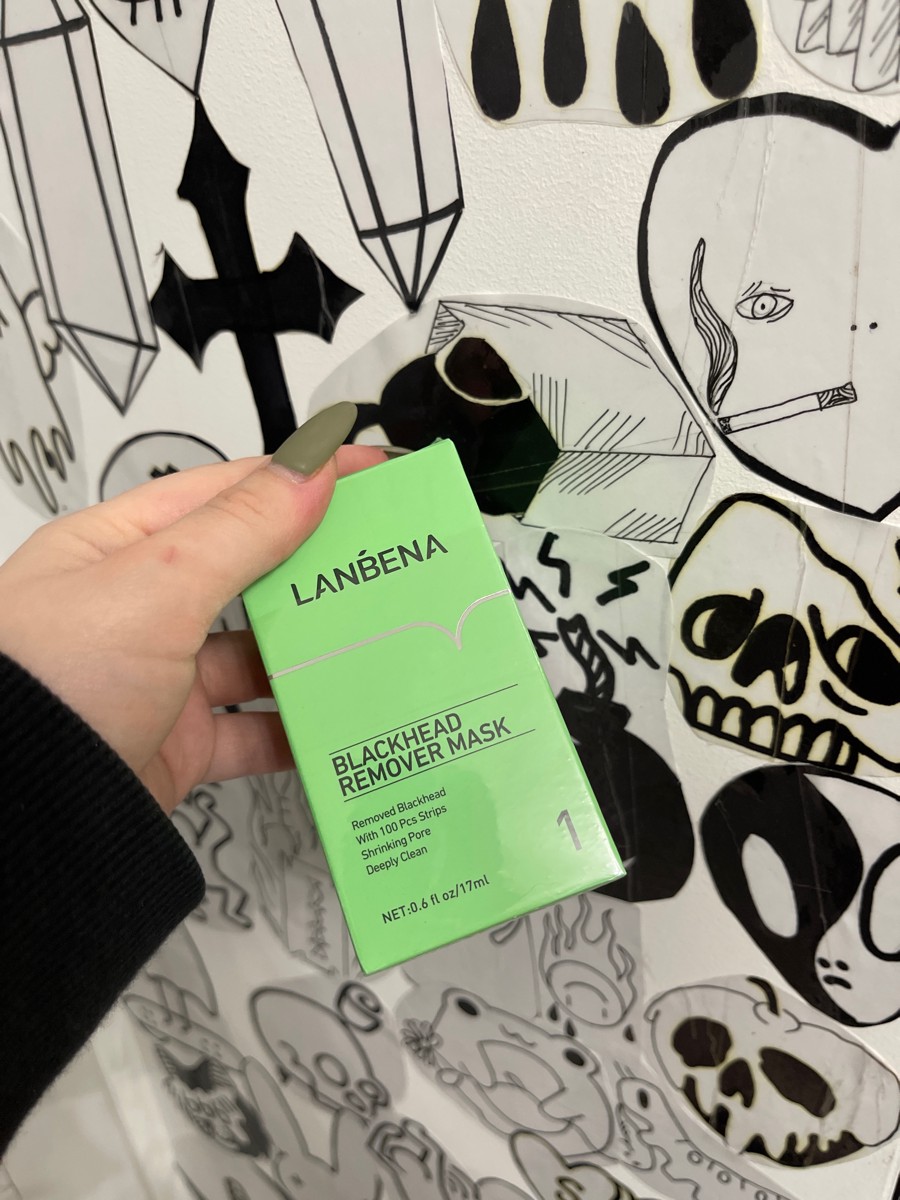 LANBENA
BLACKHEAD
REMOVER MASK
Removed Blackhead
With 100 Pcs Strips
Shrinking Pore
Deeply Clean
1
NET:0.6 fl oz/17ml